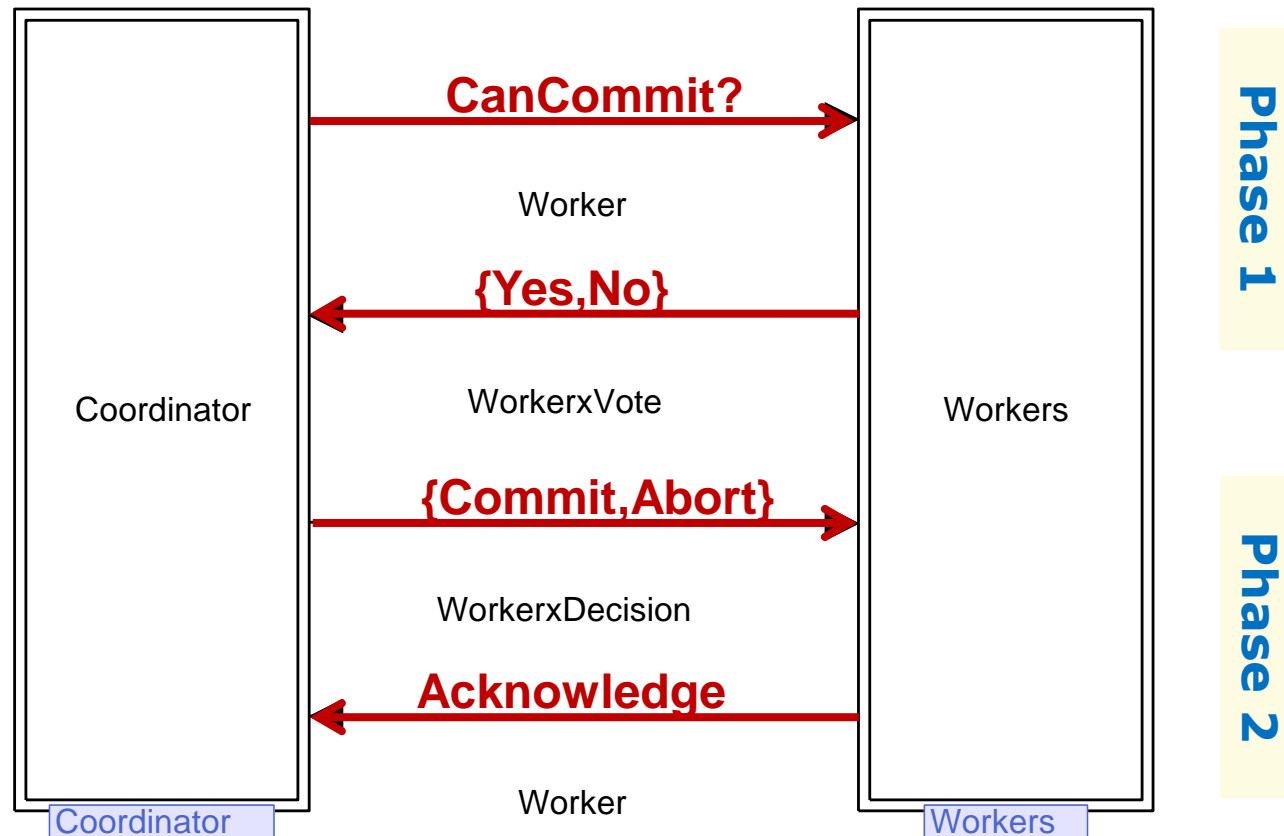 CanCommit?
Worker
{Yes,No}
Coordinator
WorkerxVote
Workers
{Commit,Abort}
WorkerxDecision
Acknowledge
Worker
Coordinator
Workers
Phase 1
Phase 2